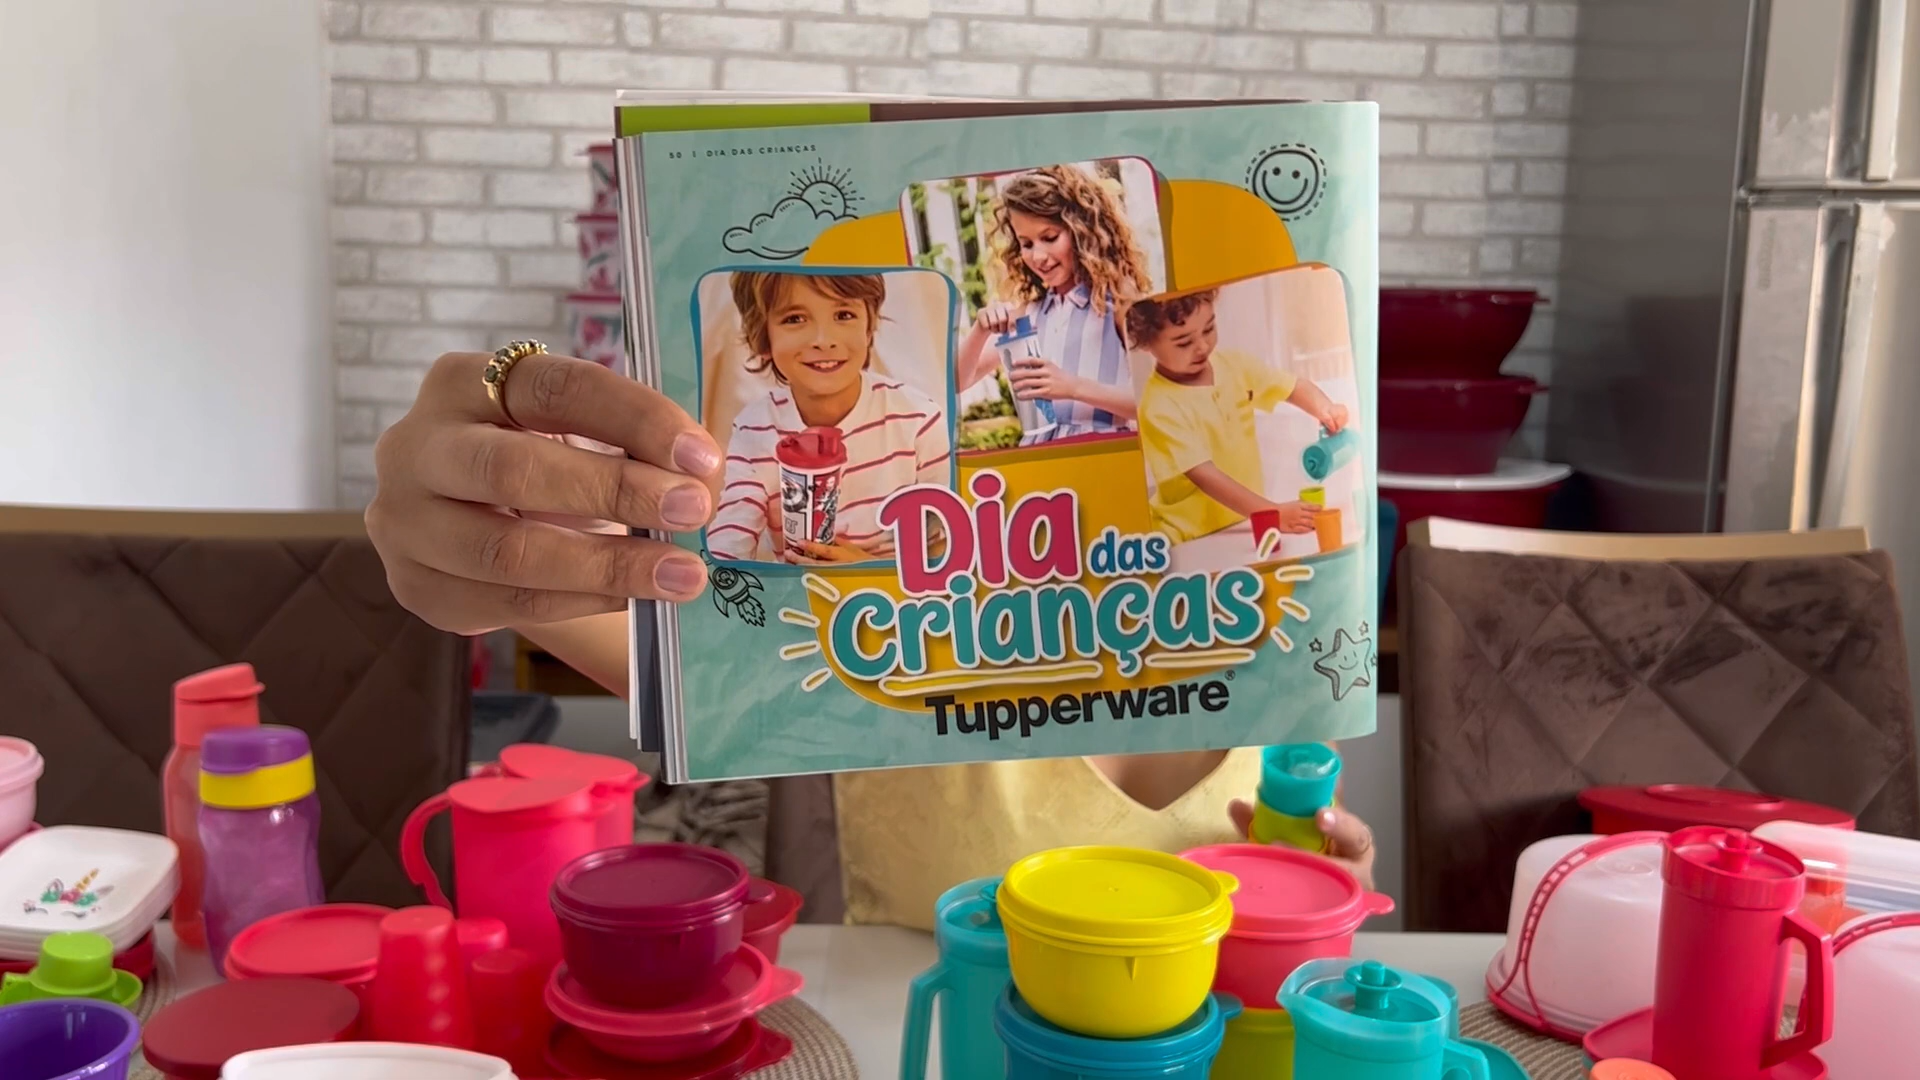 50 | DIA DAS CRIANÇAS
Dia das
Crianças
Tupperware®